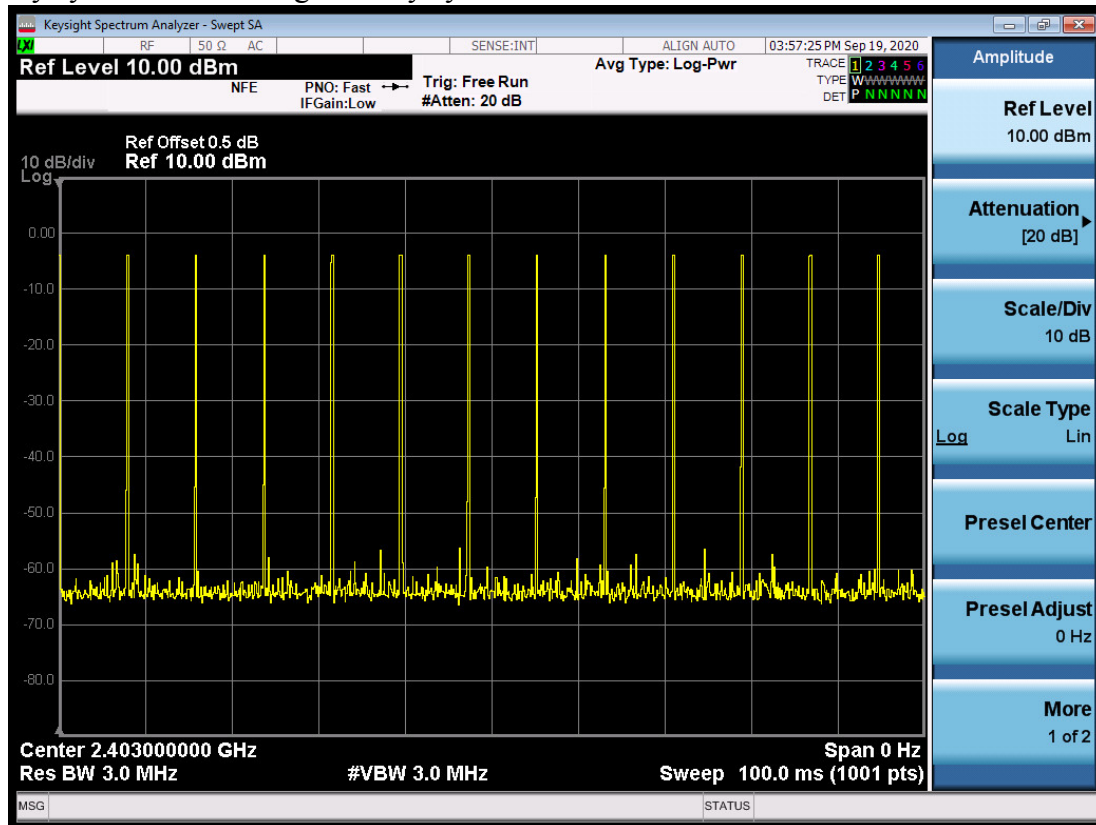 Keysight Spectrum Analyzer - Swept SA
LXI RF 50 Ω AC SENSE:INT ALIGN AUTO 03:57:25 PM Sep 19, 2020
Ref Level 10.00 dBm
NFE
PNO: Fast
IFGain:Low
Trig: Free Run
#Atten: 20 dB
Avg Type: Log-Pwr
TRACE 1 2 3 4 5 6
TYPE WWWWWW
DET P N N N N N
Ref Offset 0.5 dB
10 dB/div Ref 10.00 dBm
Log
0.00
-10.0
-20.0
-30.0
-40.0
-50.0
-60.0
-70.0
-80.0
Center 2.403000000 GHz Span 0 Hz
Res BW 3.0 MHz #VBW 3.0 MHz Sweep 100.0 ms (1001 pts)
MSG STATUS
Amplitude
Ref Level
10.00 dBm
Attenuation
[20 dB]
Scale/Div
10 dB
Scale Type
Log Lin
Presel Center
Presel Adjust
0 Hz
More
1 of 2